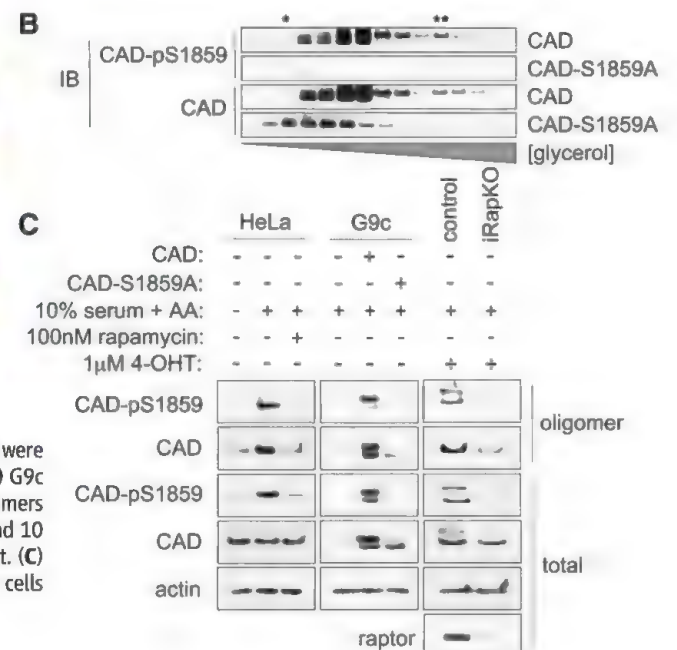 B
* **
CAD-pS1859 CAD
CAD-S1859A
IB
CAD CAD
CAD-S1859A
[glycerol]
C
HeLa G9c control iRapKO
CAD: - - - - + - - -
CAD-S1859A: - - - - - + - -
10% serum + AA: - + + + + + + +
100nM rapamycin: - - + - - - - -
1μM 4-OHT: - - - - - - + +
CAD-pS1859
oligomer
CAD
CAD-pS1859
CAD
total
actin
raptor
were
) G9c
mers
nd 10
t. (C)
cells